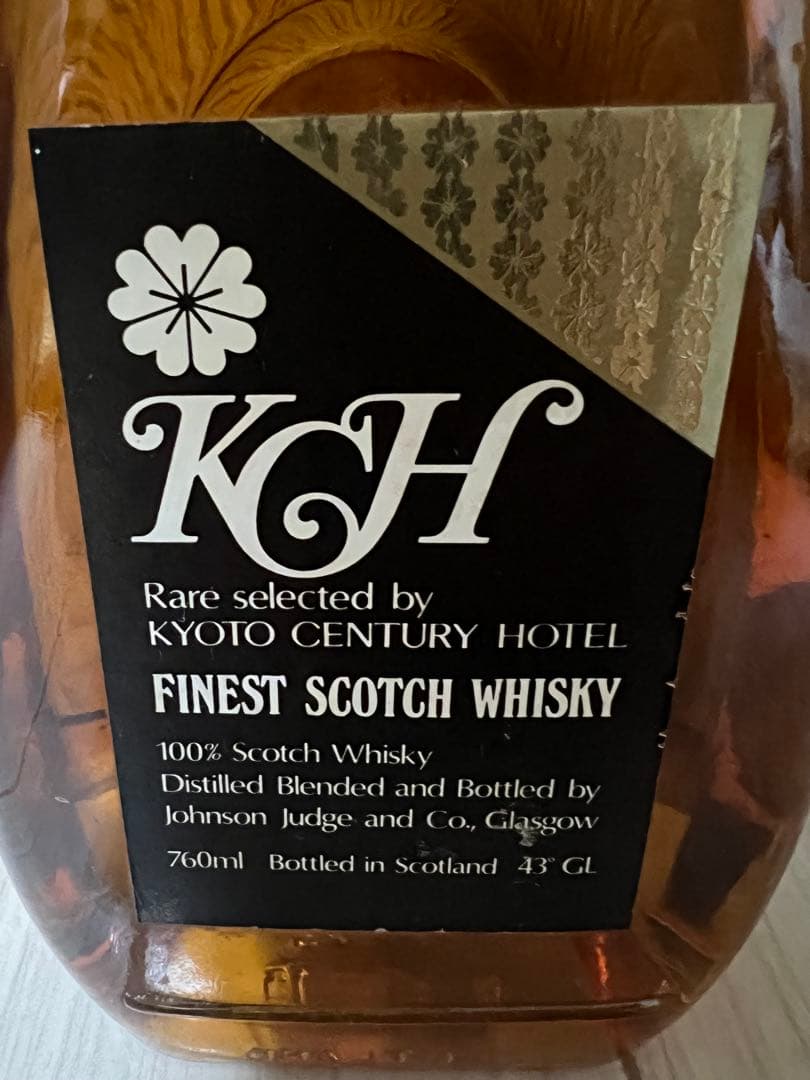 KCH
Rare selected by
KYOTO CENTURY HOTEL
FINEST SCOTCH WHISKY
100% Scotch Whisky
Distilled Blended and Bottled by
Johnson Judge and Co., Glasgow
760ml Bottled in Scotland 43° GL